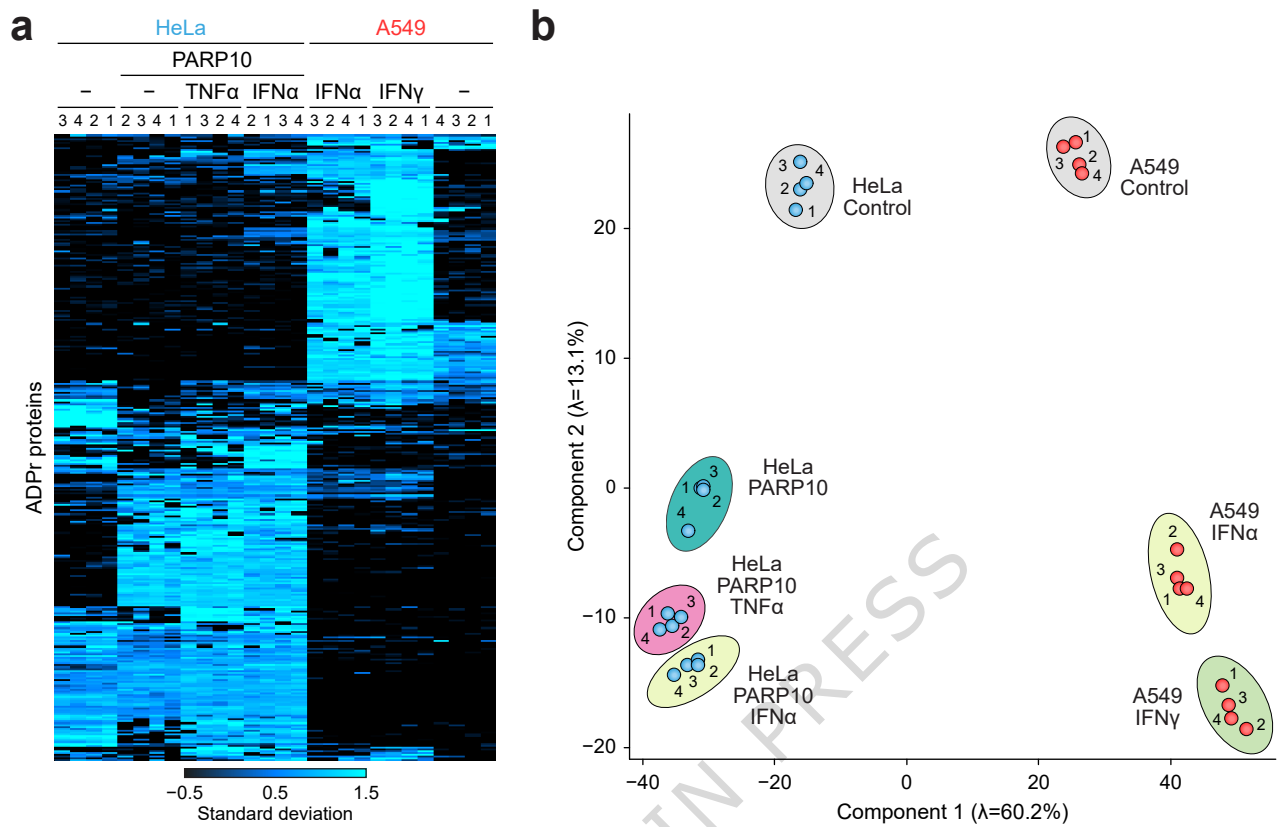 a
HeLa A549
PARP10
– – TNFα IFNα IFNα IFNγ –
3 4 2 1 2 3 4 1 1 3 2 4 2 1 3 4 3 2 4 1 3 2 4 1 4 3 2 1
ADPr proteins
−0.5 0.5 1.5
Standard deviation
b
Component 2 (λ=13.1%)
20
10
0
−10
−20
3 4
2
1
HeLa
Control
1
3 2
4
A549
Control
3
1 2
4
HeLa
PARP10
HeLa
PARP10
TNFα
1 3
4 2
1
2
3
4
HeLa
PARP10
IFNα
A549
IFNα
2
3
1 4
A549
IFNγ
1
3
4 2
−40 −20 0 20 40
Component 1 (λ=60.2%)
IN PRESS